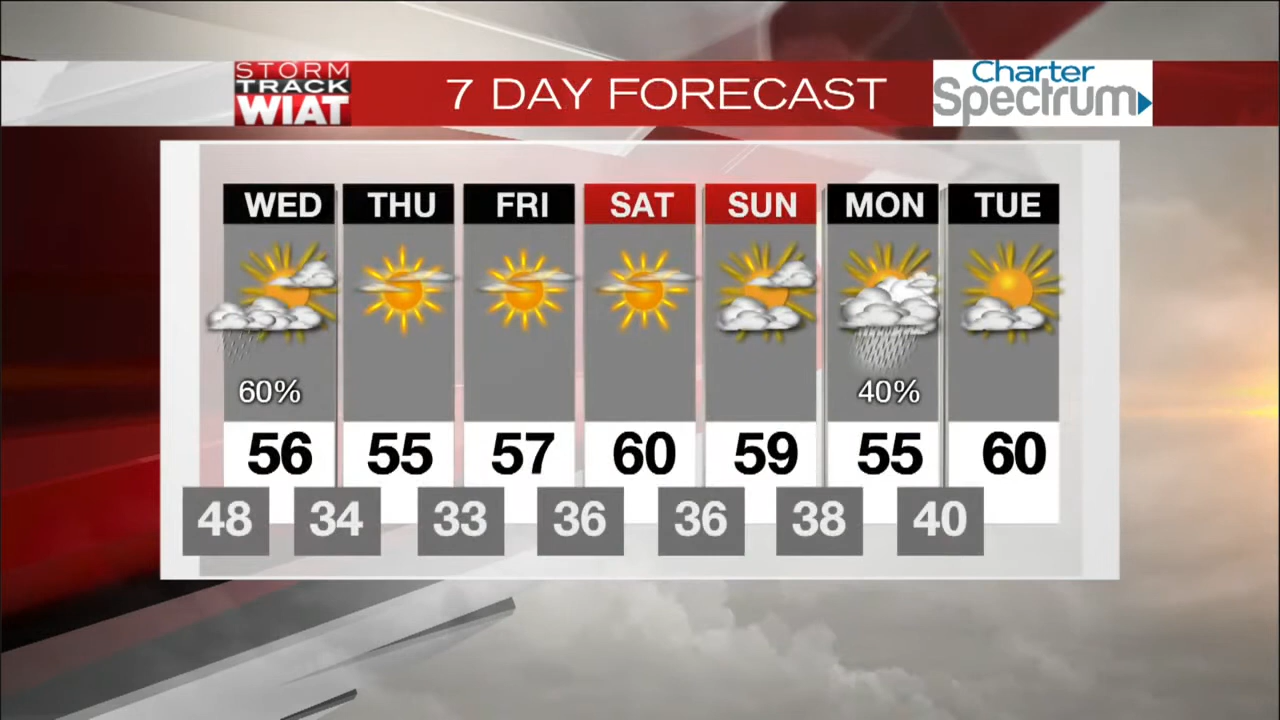 STORM
TRACK
WIAT
7 DAY FORECAST
Charter
Spectrum
WED THU FRI SAT SUN MON TUE
60% 40%
56 55 57 60 59 55 60
48 34 33 36 36 38 40